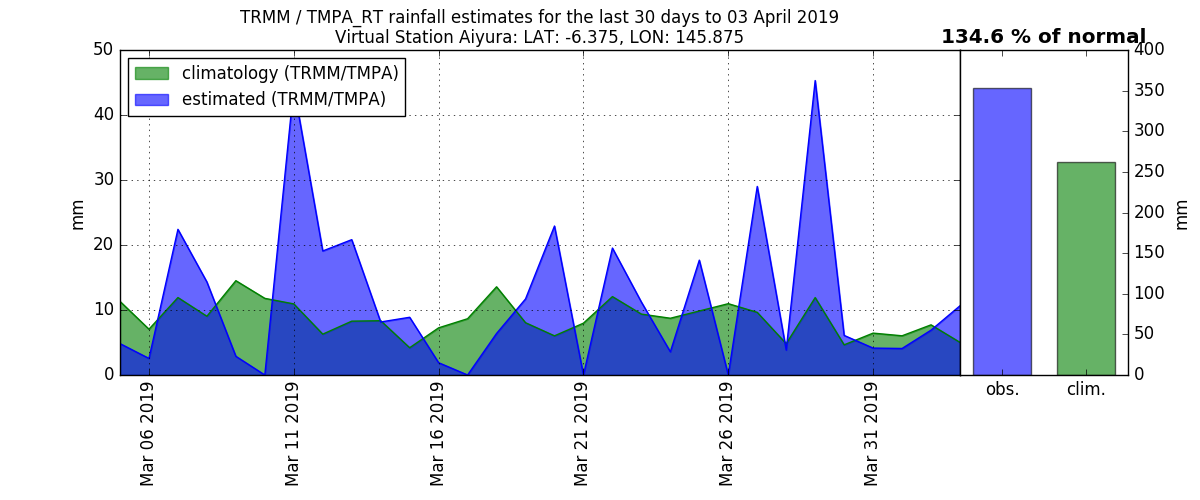 TRMM / TMPA_RT rainfall estimates for the last 30 days to 03 April 2019
Virtual Station Aiyura: LAT: -6.375, LON: 145.875
134.6 % of normal
climatology (TRMM/TMPA)
estimated (TRMM/TMPA)
50
40
30
20
10
0
mm
Mar 06 2019
Mar 11 2019
Mar 16 2019
Mar 21 2019
Mar 26 2019
Mar 31 2019
obs.
clim.
400
350
300
250
200
150
100
50
0
mm